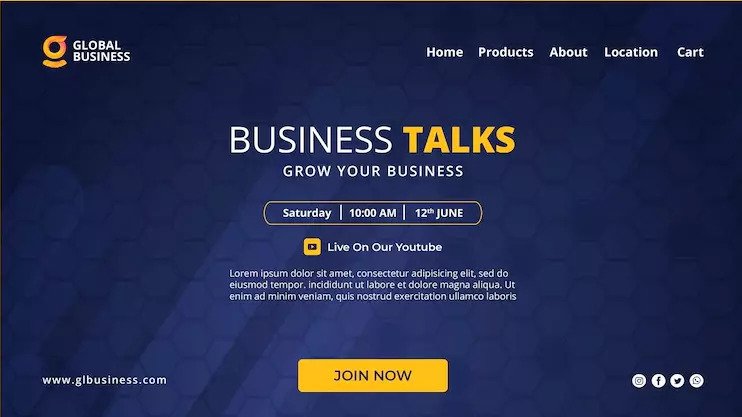 GLOBAL
BUSINESS
Home Products About Location Cart
BUSINESS TALKS
GROW YOUR BUSINESS
Saturday | 10:00 AM | 12th JUNE
Live On Our Youtube
Lorem ipsum dolor sit amet, consectetur adipisicing elit, sed do
eiusmod tempor. incididunt ut labore et dolore magna aliqua. Ut
enim ad minim veniam, quis nostrud exercitation ullamco laboris
JOIN NOW
www.glbusiness.com